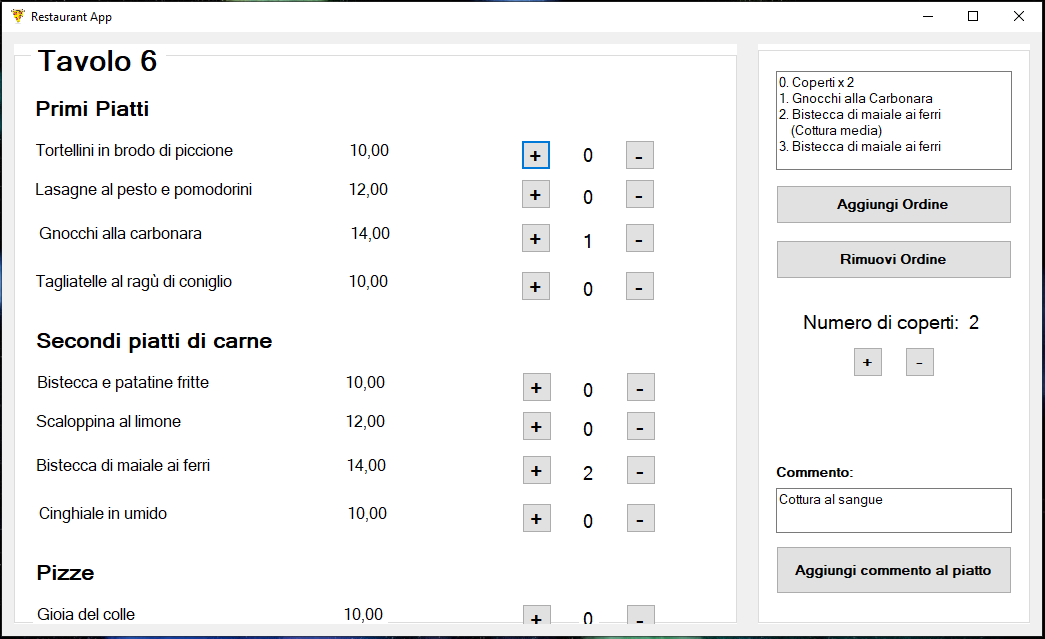 Restaurant App
Tavolo 6
Primi Piatti
Tortellini in brodo di piccione 10,00 + 0 -
Lasagne al pesto e pomodorini 12,00 + 0 -
Gnocchi alla carbonara 14,00 + 1 -
Tagliatelle al ragù di coniglio 10,00 + 0 -
Secondi piatti di carne
Bistecca e patatine fritte 10,00 + 0 -
Scaloppina al limone 12,00 + 0 -
Bistecca di maiale ai ferri 14,00 + 2 -
Cinghiale in umido 10,00 + 0 -
Pizze
Gioia del colle 10,00 + 0 -
0. Coperti x 2
1. Gnocchi alla Carbonara
2. Bistecca di maiale ai ferri
(Cottura media)
3. Bistecca di maiale ai ferri
Aggiungi Ordine
Rimuovi Ordine
Numero di coperti: 2
+ -
Commento:
Cottura al sangue
Aggiungi commento al piatto